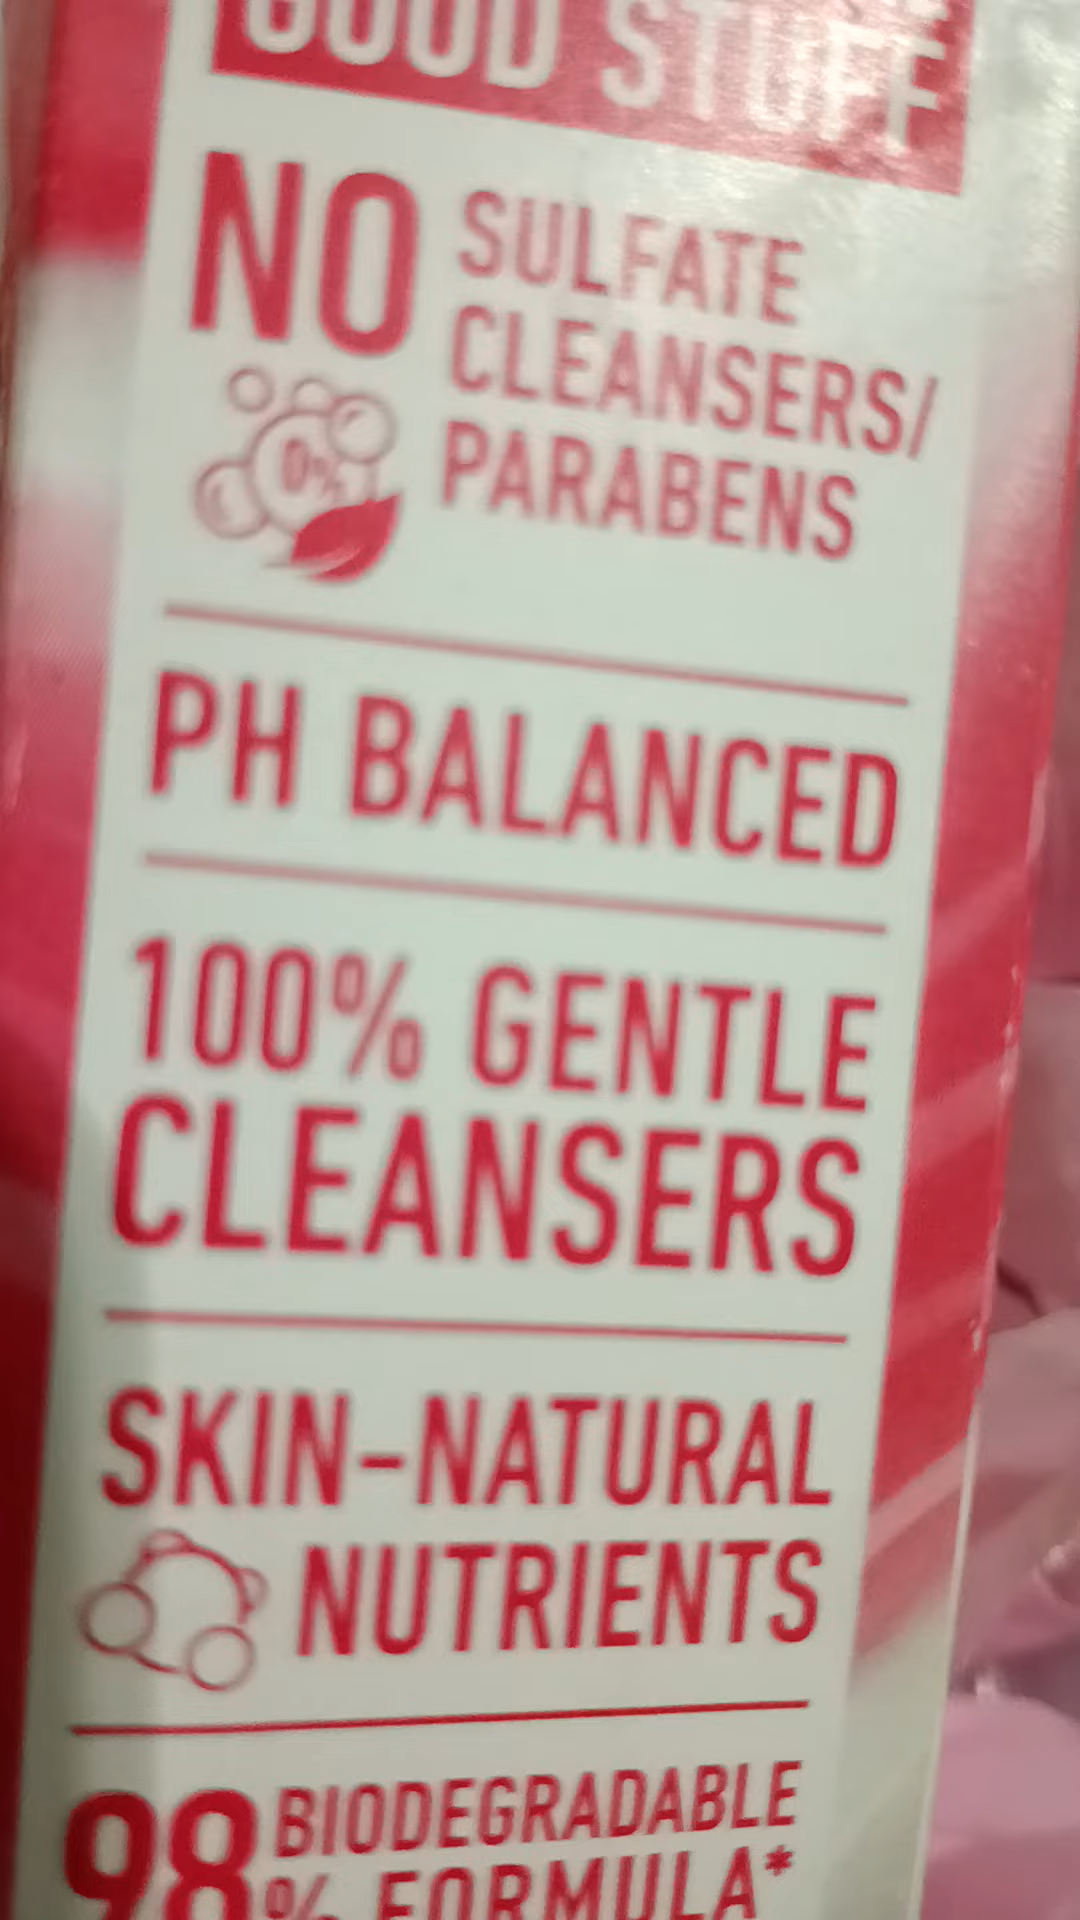 GOOD STUFF
NO SULFATE
CLEANSERS/
PARABENS
0%
PH BALANCED
100% GENTLE
CLEANSERS
SKIN-NATURAL
NUTRIENTS
98% BIODEGRADABLE
FORMULA*